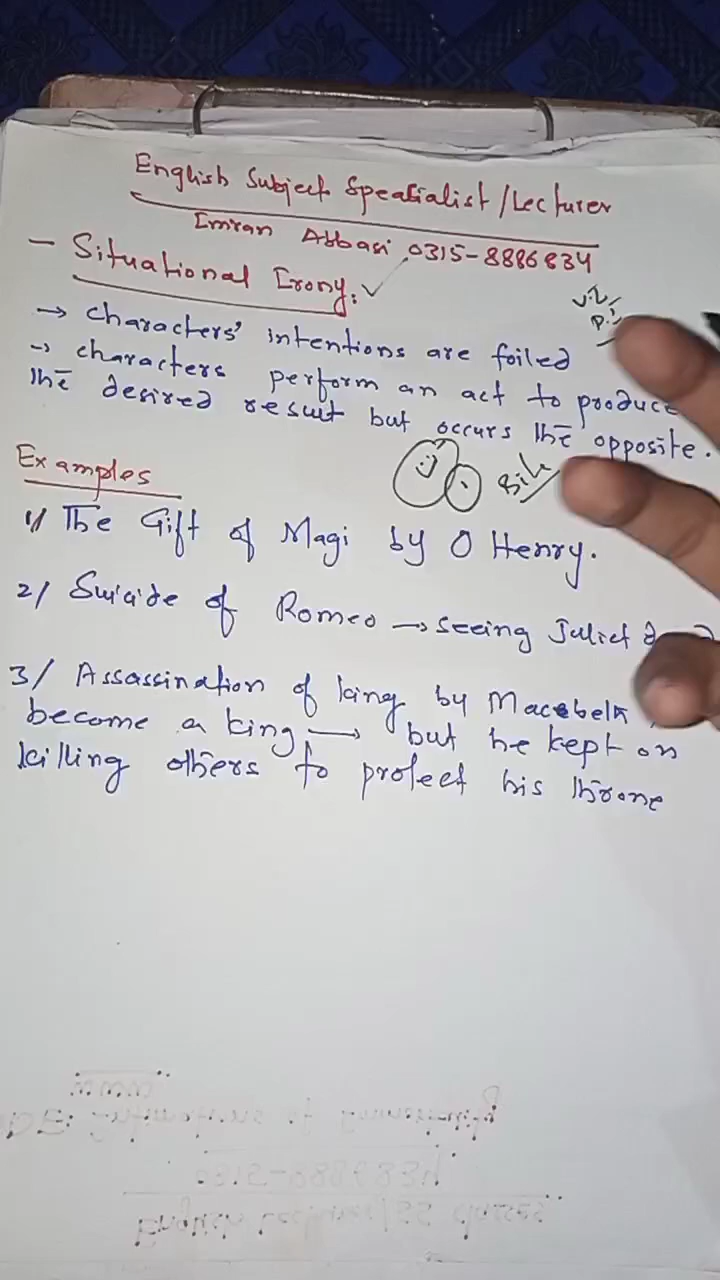 English Subject Specialist/Lecturer
Imran Abbasi 0315-8886834
- Situational Irony:
→ characters' intentions are foiled
→ characters perform an act to produce
the desired result but occurs the opposite.
Examples
1/ The Gift of Magi by O Henry.
2/ Suicide of Romeo → seeing Juliet
3/ Assassination of king by Macebeth
become a king → but he kept on
killing others to protect his throne